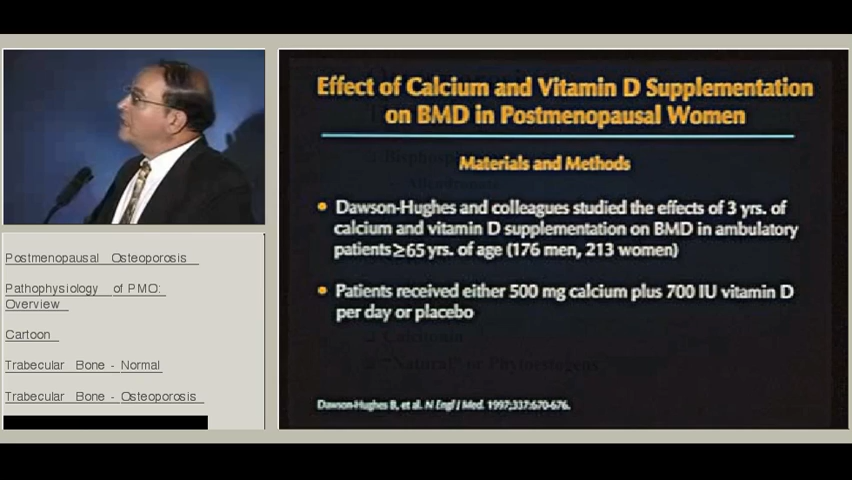 Effect of Calcium and Vitamin D Supplementation
on BMD in Postmenopausal Women
Materials and Methods
Dawson-Hughes and colleagues studied the effects of 3 yrs. of
calcium and vitamin D supplementation on BMD in ambulatory
patients ≥65 yrs. of age (176 men, 213 women)
Patients received either 500 mg calcium plus 700 IU vitamin D
per day or placebo
Dawson-Hughes B, et al. N Engl J Med. 1997;337:670-676.
Postmenopausal Osteoporosis
Pathophysiology of PMO:
Overview
Cartoon
Trabecular Bone - Normal
Trabecular Bone - Osteoporosis